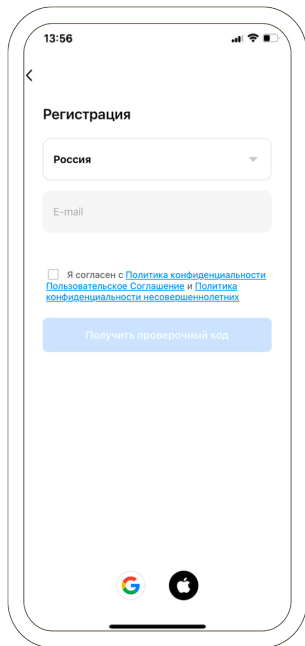 13:56
Регистрация
Россия
E-mail
Я согласен с Политика конфиденциальности
Пользовательское Соглашение и Политика
конфиденциальности несовершеннолетних
Получить проверочный код
G